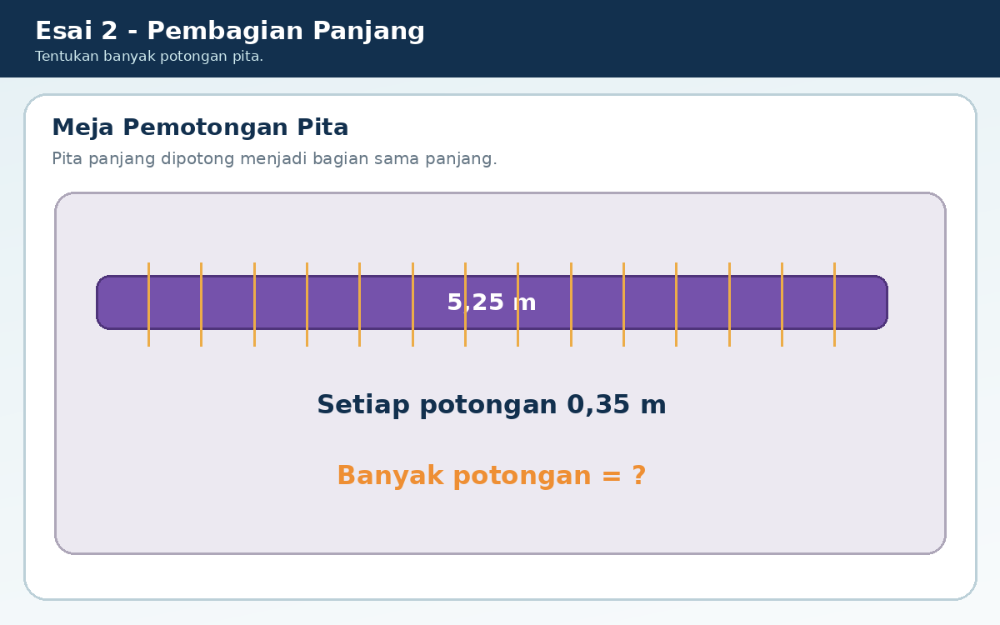 Esai 2 - Pembagian Panjang
Tentukan banyak potongan pita.
Meja Pemotongan Pita
Pita panjang dipotong menjadi bagian sama panjang.
5,25 m
Setiap potongan 0,35 m
Banyak potongan = ?